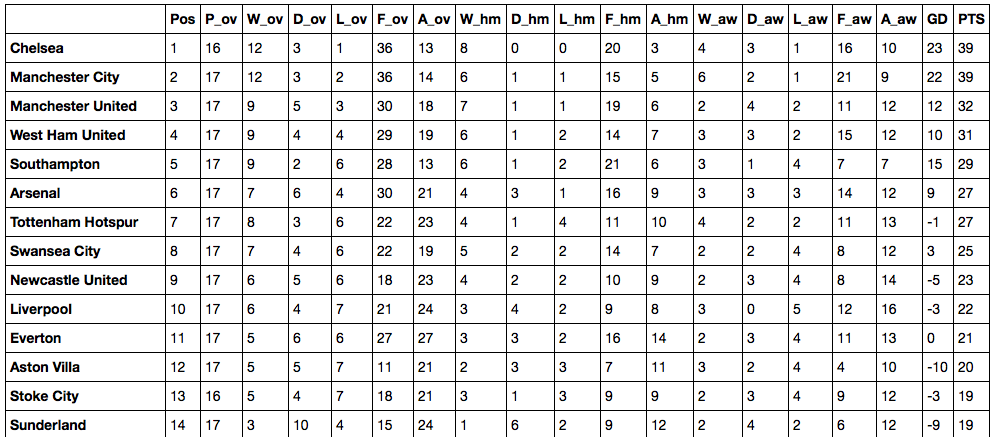 Pos P_ov W_ov D_ov L_ov F_ov A_ov W_hm D_hm L_hm F_hm A_hm W_aw D_aw L_aw F_aw A_aw GD PTS
Chelsea 1 16 12 3 1 36 13 8 0 0 20 3 4 3 1 16 10 23 39
Manchester City 2 17 12 3 2 36 14 6 1 1 15 5 6 2 1 21 9 22 39
Manchester United 3 17 9 5 3 30 18 7 1 1 19 6 2 4 2 11 12 12 32
West Ham United 4 17 9 4 4 29 19 6 1 2 14 7 3 3 2 15 12 10 31
Southampton 5 17 9 2 6 28 13 6 1 2 21 6 3 1 4 7 7 15 29
Arsenal 6 17 7 6 4 30 21 4 3 1 16 9 3 3 3 14 12 9 27
Tottenham Hotspur 7 17 8 3 6 22 23 4 1 4 11 10 4 2 2 11 13 -1 27
Swansea City 8 17 7 4 6 22 19 5 2 2 14 7 2 2 4 8 12 3 25
Newcastle United 9 17 6 5 6 18 23 4 2 2 10 9 2 3 4 8 14 -5 23
Liverpool 10 17 6 4 7 21 24 3 4 2 9 8 3 0 5 12 16 -3 22
Everton 11 17 5 6 6 27 27 3 3 2 16 14 2 3 4 11 13 0 21
Aston Villa 12 17 5 5 7 11 21 2 3 3 7 11 3 2 4 4 10 -10 20
Stoke City 13 16 5 4 7 18 21 3 1 3 9 9 2 3 4 9 12 -3 19
Sunderland 14 17 3 10 4 15 24 1 6 2 9 12 2 4 2 6 12 -9 19